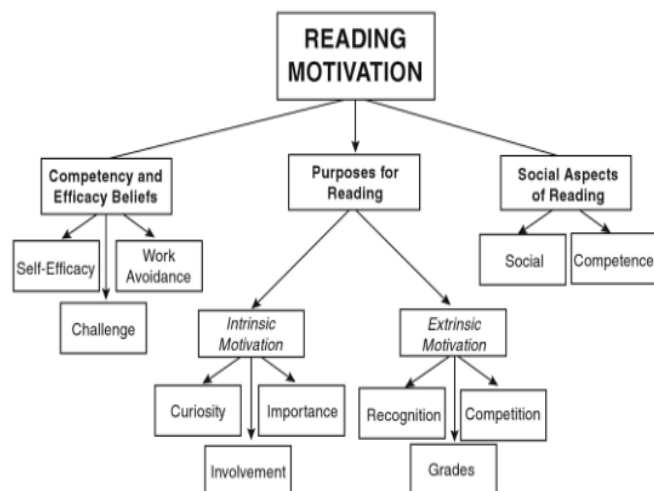 READING
MOTIVATION
Competency and
Efficacy Beliefs
Purposes for
Reading
Social Aspects
of Reading
Self-Efficacy
Work
Avoidance
Challenge
Social
Competence
Intrinsic
Motivation
Extrinsic
Motivation
Curiosity
Importance
Involvement
Recognition
Competition
Grades